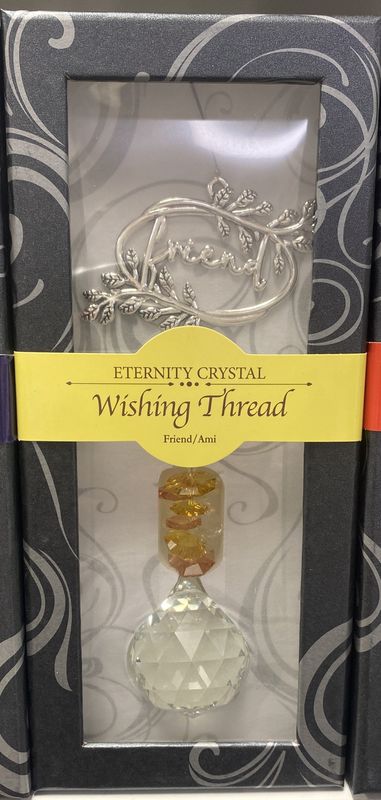 Friend
ETERNITY CRYSTAL
Wishing Thread
Friend/Ami